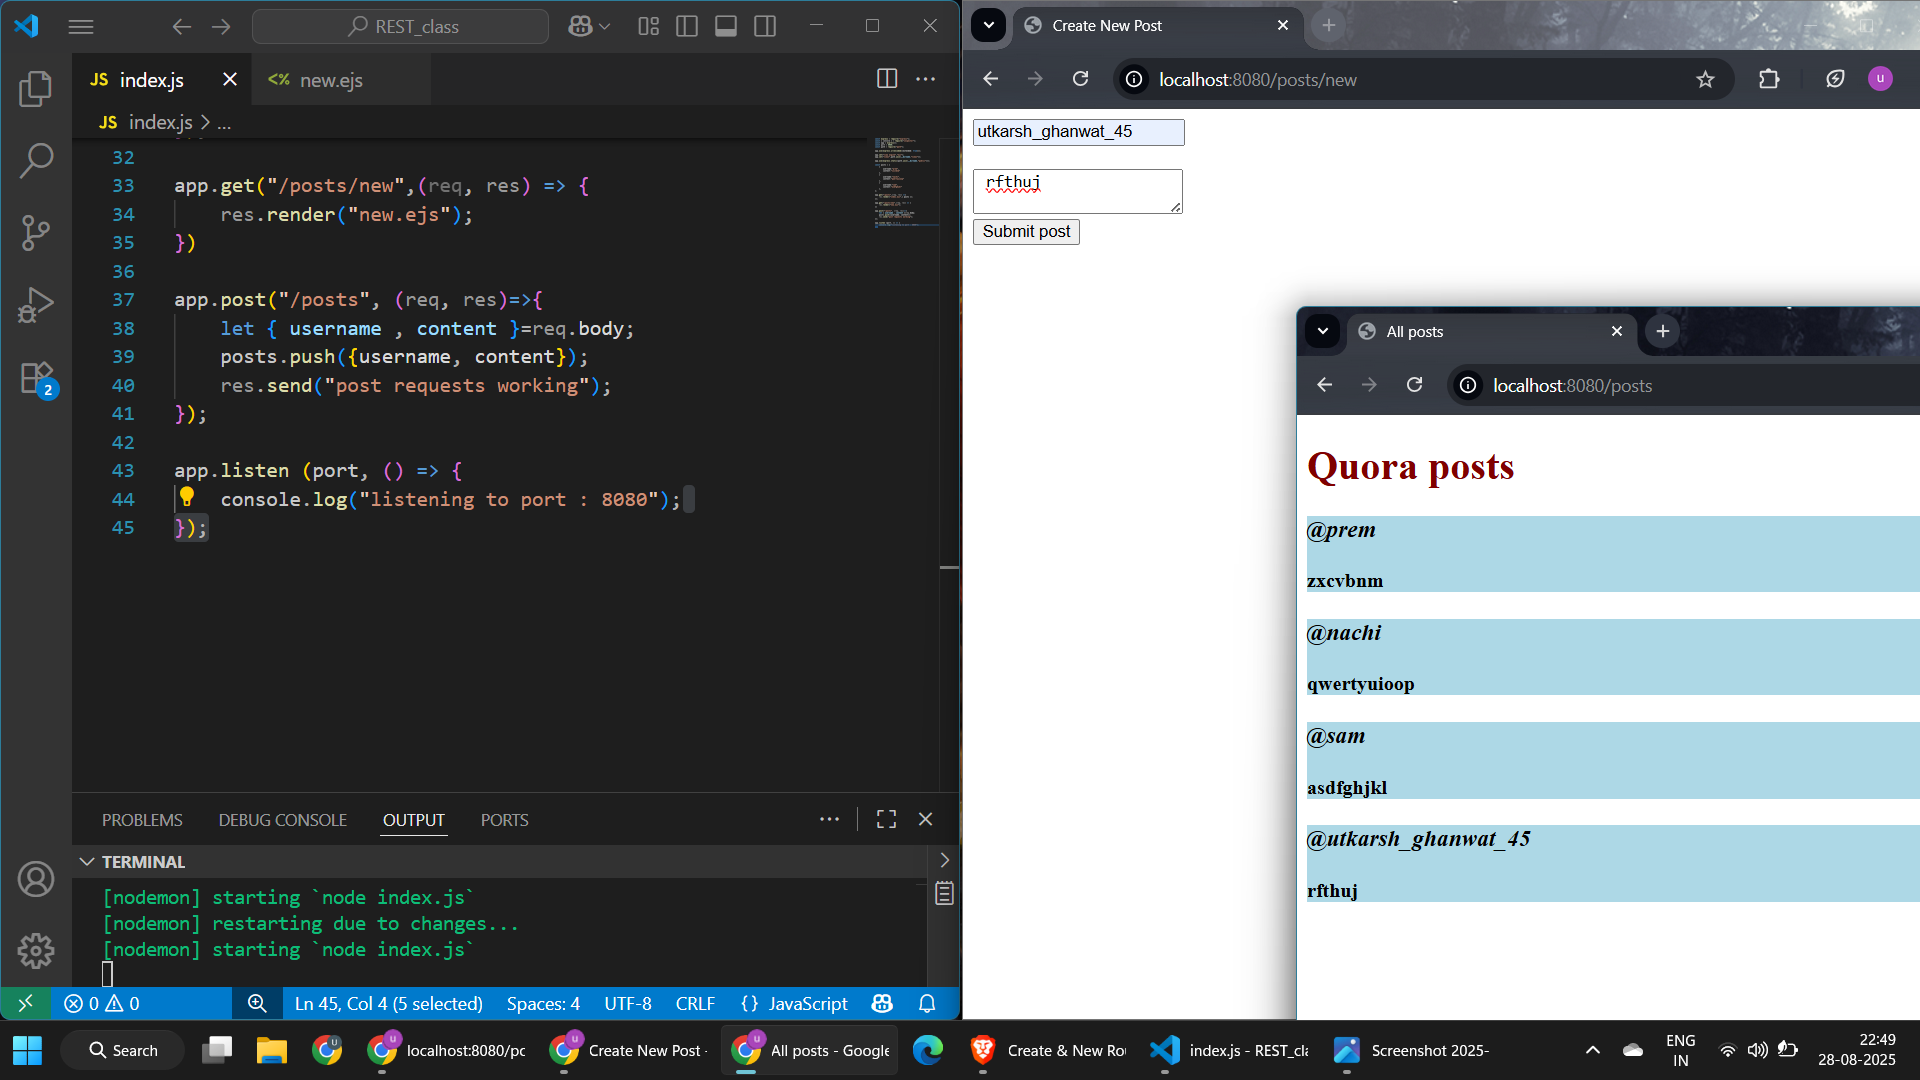 REST_class
JS index.js
<% new.ejs
JS index.js > ...
32
33 app.get("/posts/new",(req, res) => {
34 res.render("new.ejs");
35 })
36
37 app.post("/posts", (req, res)=>{
38 let { username , content }=req.body;
39 posts.push({username, content});
40 res.send("post requests working");
41 });
42
43 app.listen (port, () => {
44 console.log("listening to port : 8080");
45 });
2
PROBLEMS DEBUG CONSOLE OUTPUT PORTS
TERMINAL
[nodemon] starting `node index.js`
[nodemon] restarting due to changes...
[nodemon] starting `node index.js`
0 0 Ln 45, Col 4 (5 selected) Spaces: 4 UTF-8 CRLF {} JavaScript
Create New Post
localhost:8080/posts/new
u
utkarsh_ghanwat_45
rfthuj
Submit post
All posts
localhost:8080/posts
Quora posts
@prem
zxcvbnm
@nachi
qwertyuioop
@sam
asdfghjkl
@utkarsh_ghanwat_45
rfthuj
Search
u
u
localhost:8080/pc
u
Create New Post -
u
All posts - Google
Create & New Ro
index.js - REST_cla
Screenshot 2025-
ENG
IN
22:49
28-08-2025